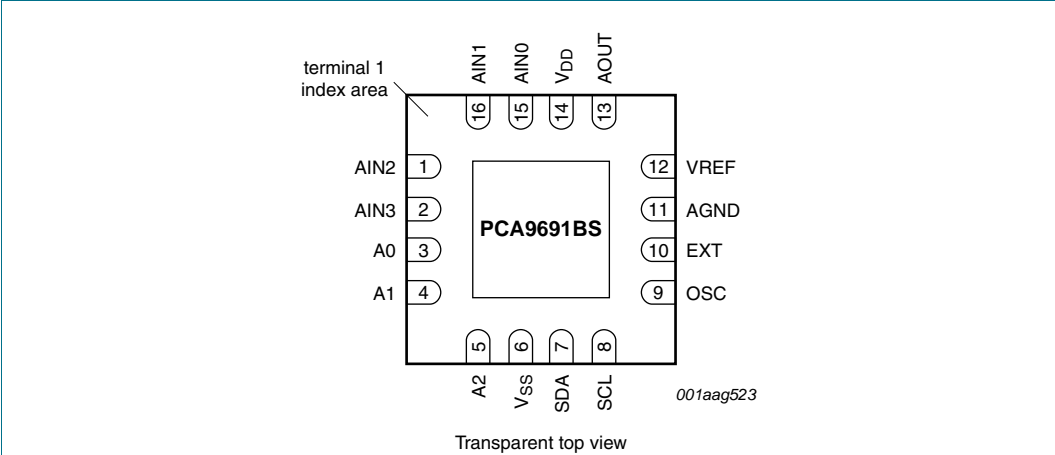 terminal 1
index area
AIN1
AIN0
VDD
AOUT
16
15
14
13
AIN2
1
12
VREF
AIN3
2
11
AGND
PCA9691BS
A0
3
10
EXT
A1
4
9
OSC
5
6
7
8
A2
VSS
SDA
SCL
001aag523
Transparent top view